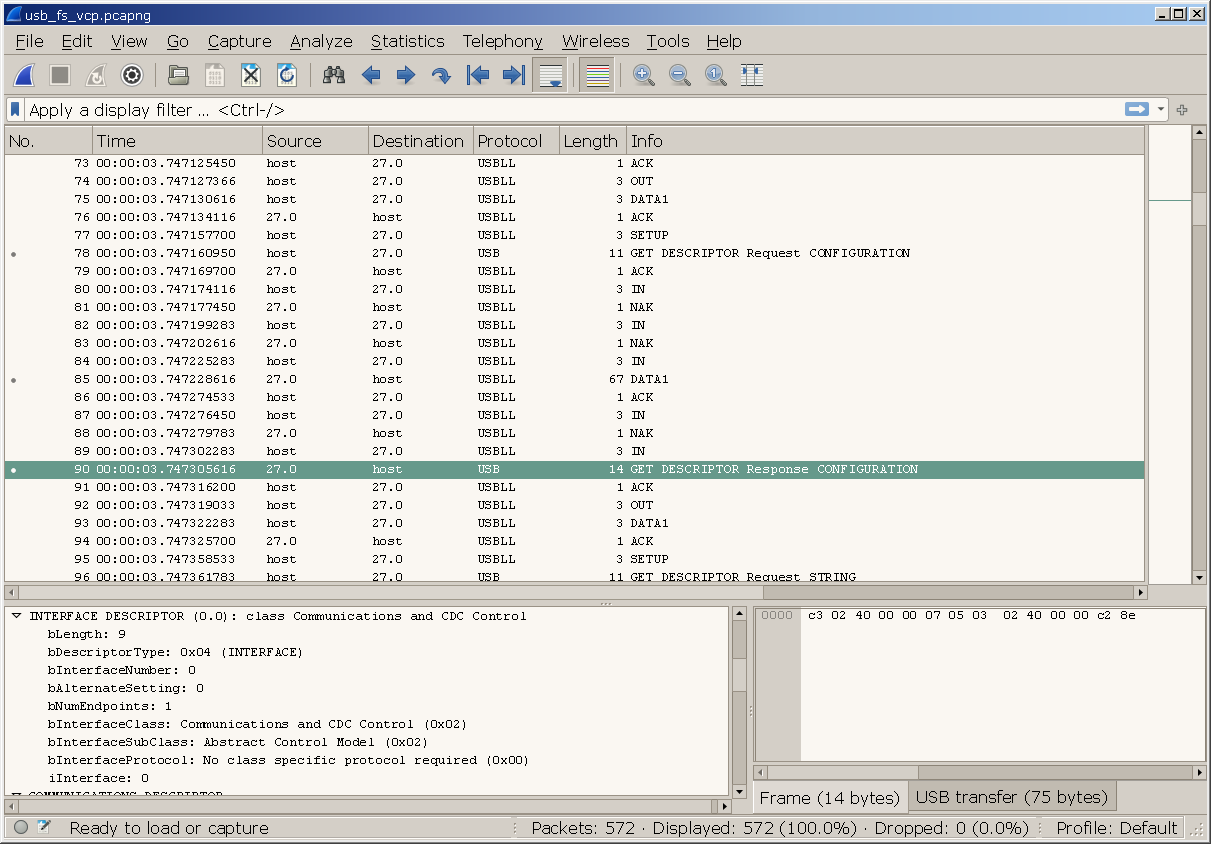 usb_fs_vcp.pcapng
File Edit View Go Capture Analyze Statistics Telephony Wireless Tools Help
Apply a display filter ... <Ctrl-/>
No. Time Source Destination Protocol Length Info
73 00:00:03.747125450 host 27.0 USBLL 1 ACK
74 00:00:03.747127366 host 27.0 USBLL 3 OUT
75 00:00:03.747130616 host 27.0 USBLL 3 DATA1
76 00:00:03.747134116 27.0 host USBLL 1 ACK
77 00:00:03.747157700 host 27.0 USBLL 3 SETUP
78 00:00:03.747160950 host 27.0 USB 11 GET DESCRIPTOR Request CONFIGURATION
79 00:00:03.747169700 27.0 host USBLL 1 ACK
80 00:00:03.747174116 host 27.0 USBLL 3 IN
81 00:00:03.747177450 27.0 host USBLL 1 NAK
82 00:00:03.747199283 host 27.0 USBLL 3 IN
83 00:00:03.747202616 27.0 host USBLL 1 NAK
84 00:00:03.747225283 host 27.0 USBLL 3 IN
85 00:00:03.747228616 27.0 host USBLL 67 DATA1
86 00:00:03.747274533 host 27.0 USBLL 1 ACK
87 00:00:03.747276450 host 27.0 USBLL 3 IN
88 00:00:03.747279783 27.0 host USBLL 1 NAK
89 00:00:03.747302283 host 27.0 USBLL 3 IN
90 00:00:03.747305616 27.0 host USB 14 GET DESCRIPTOR Response CONFIGURATION
91 00:00:03.747316200 host 27.0 USBLL 1 ACK
92 00:00:03.747319033 host 27.0 USBLL 3 OUT
93 00:00:03.747322283 host 27.0 USBLL 3 DATA1
94 00:00:03.747325700 27.0 host USBLL 1 ACK
95 00:00:03.747358533 host 27.0 USBLL 3 SETUP
96 00:00:03.747361783 host 27.0 USB 11 GET DESCRIPTOR Request STRING
INTERFACE DESCRIPTOR (0.0): class Communications and CDC Control
bLength: 9
bDescriptorType: 0x04 (INTERFACE)
bInterfaceNumber: 0
bAlternateSetting: 0
bNumEndpoints: 1
bInterfaceClass: Communications and CDC Control (0x02)
bInterfaceSubClass: Abstract Control Model (0x02)
bInterfaceProtocol: No class specific protocol required (0x00)
iInterface: 0
COMMUNICATIONS DESCRIPTOR
0000 c3 02 40 00 00 07 05 03 02 40 00 00 c2 8e
Frame (14 bytes) USB transfer (75 bytes)
Ready to load or capture Packets: 572 · Displayed: 572 (100.0%) · Dropped: 0 (0.0%) Profile: Default